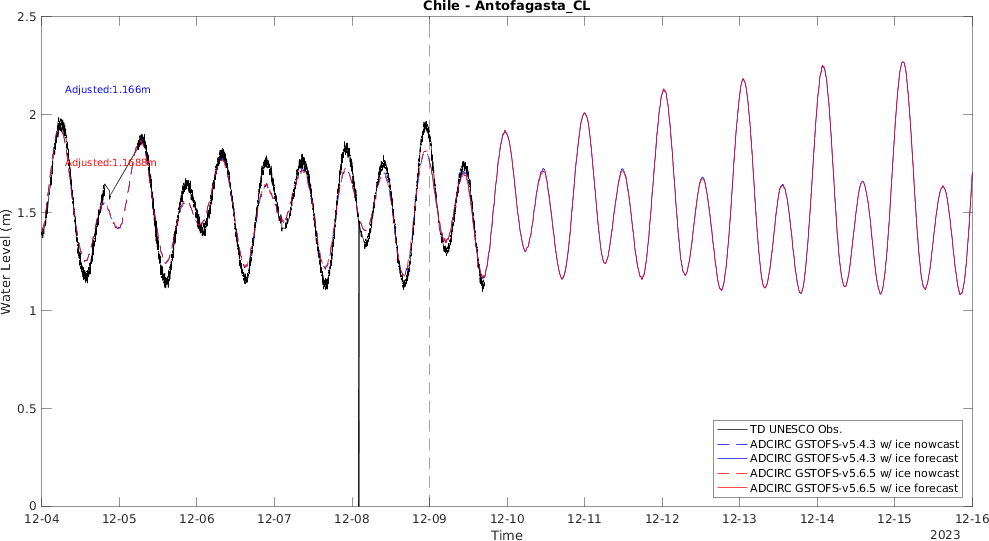 Chile - Antofagasta_CL
2.5
2
1.5
1
0.5
0
Water Level (m)
Adjusted:1.166m
Adjusted:1.1688m
TD UNESCO Obs.
ADCIRC GSTOFS-v5.4.3 w/ ice nowcast
ADCIRC GSTOFS-v5.4.3 w/ ice forecast
ADCIRC GSTOFS-v5.6.5 w/ ice nowcast
ADCIRC GSTOFS-v5.6.5 w/ ice forecast
12-04 12-05 12-06 12-07 12-08 12-09 12-10 12-11 12-12 12-13 12-14 12-15 12-16
Time
2023